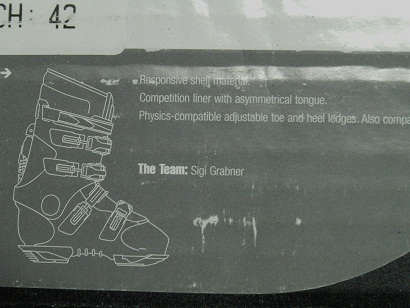 CH: 42
Responsive shell material.
Competition liner with asymmetrical tongue.
Physics-compatible adjustable toe and heel ledges. Also compa
The Team: Sigi Grabner